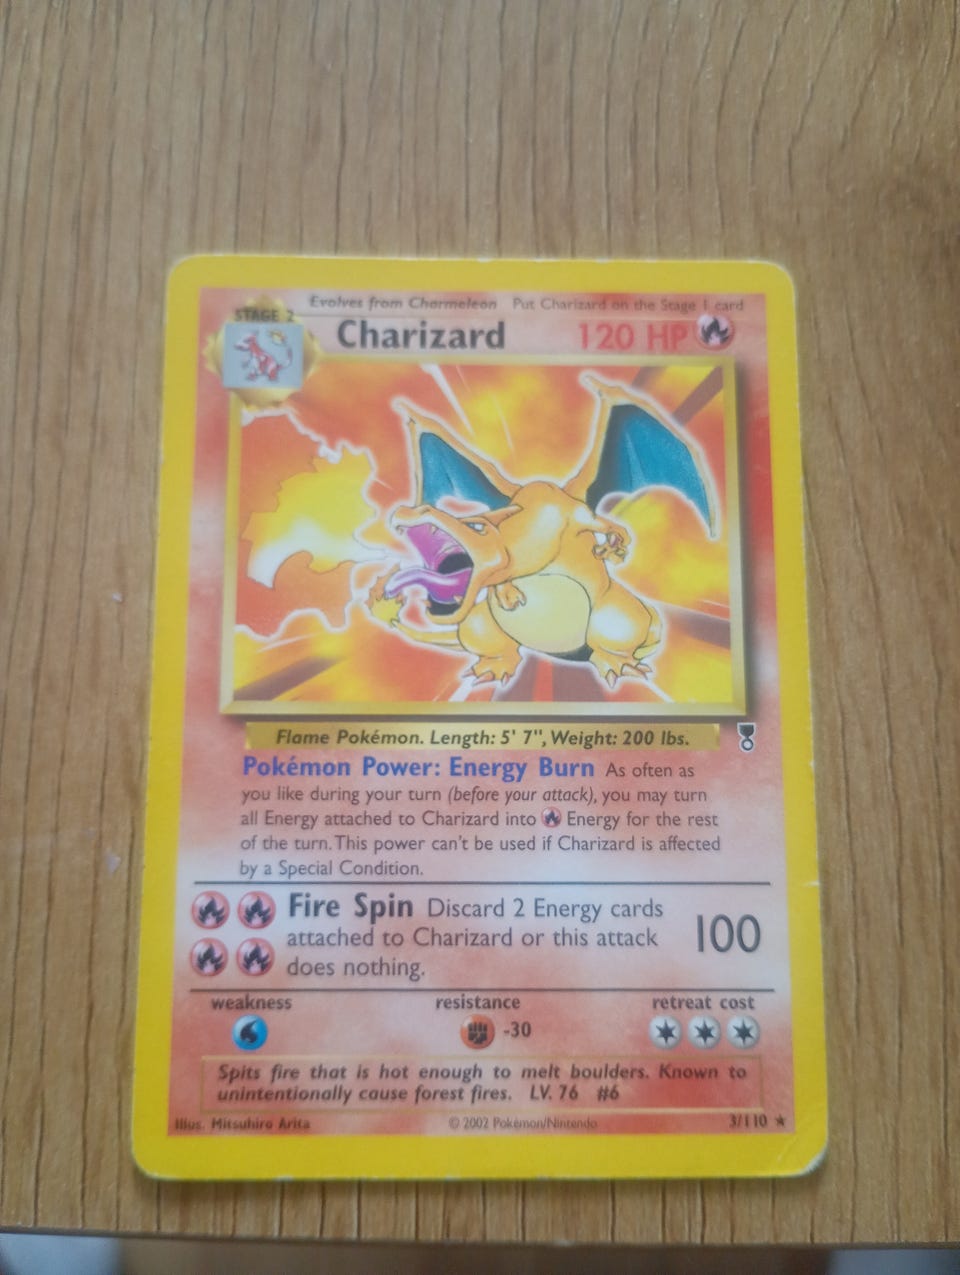 Evolves from Charmeleon Put Charizard on the Stage 1 card
STAGE 2
Charizard 120 HP
Flame Pokémon. Length: 5' 7", Weight: 200 lbs.
Pokémon Power: Energy Burn As often as
you like during your turn (before your attack), you may turn
all Energy attached to Charizard into Energy for the rest
of the turn. This power can't be used if Charizard is affected
by a Special Condition.
Fire Spin Discard 2 Energy cards
attached to Charizard or this attack 100
does nothing.
weakness resistance retreat cost
-30
Spits fire that is hot enough to melt boulders. Known to
unintentionally cause forest fires. LV. 76 #6
Illus. Mitsuhiro Arita © 2002 Pokémon/Nintendo 3/110 ★